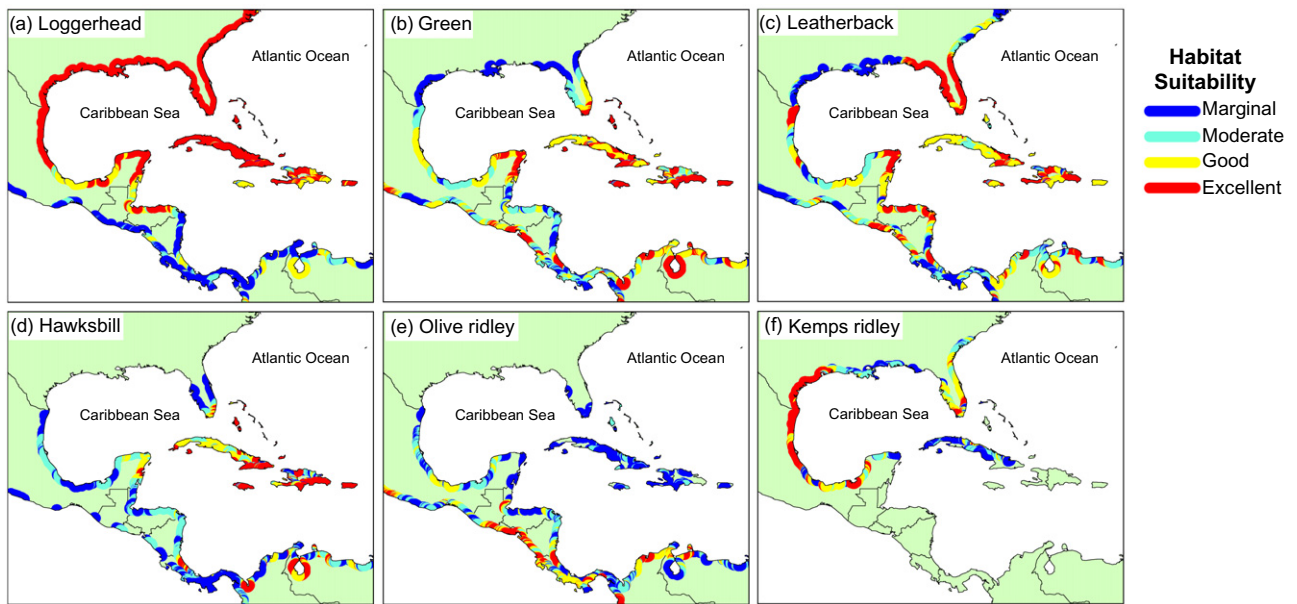 (a) Loggerhead
Atlantic Ocean
Caribbean Sea
(b) Green
Atlantic Ocean
Caribbean Sea
(c) Leatherback
Atlantic Ocean
Caribbean Sea
Habitat
Suitability
Marginal
Moderate
Good
Excellent
(d) Hawksbill
Atlantic Ocean
Caribbean Sea
(e) Olive ridley
Atlantic Ocean
Caribbean Sea
(f) Kemps ridley
Atlantic Ocean
Caribbean Sea